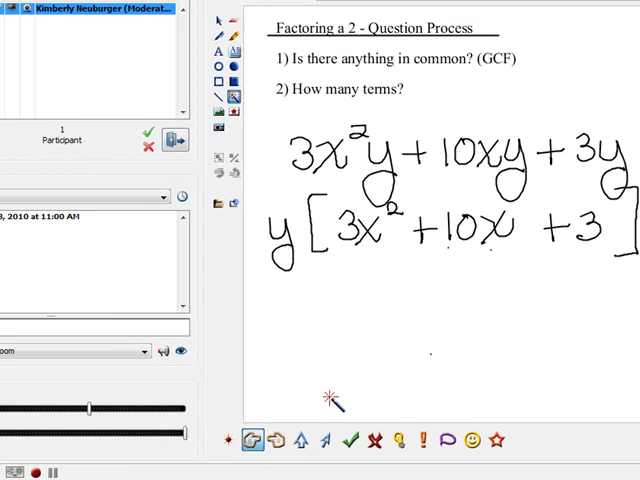 Kimberly Neuburger (Moderat...
1
Participant
8, 2010 at 11:00 AM
oom
Factoring a 2 - Question Process
1) Is there anything in common? (GCF)
2) How many terms?
3x²y + 10xy + 3y
y [ 3x² + 10x + 3 ]